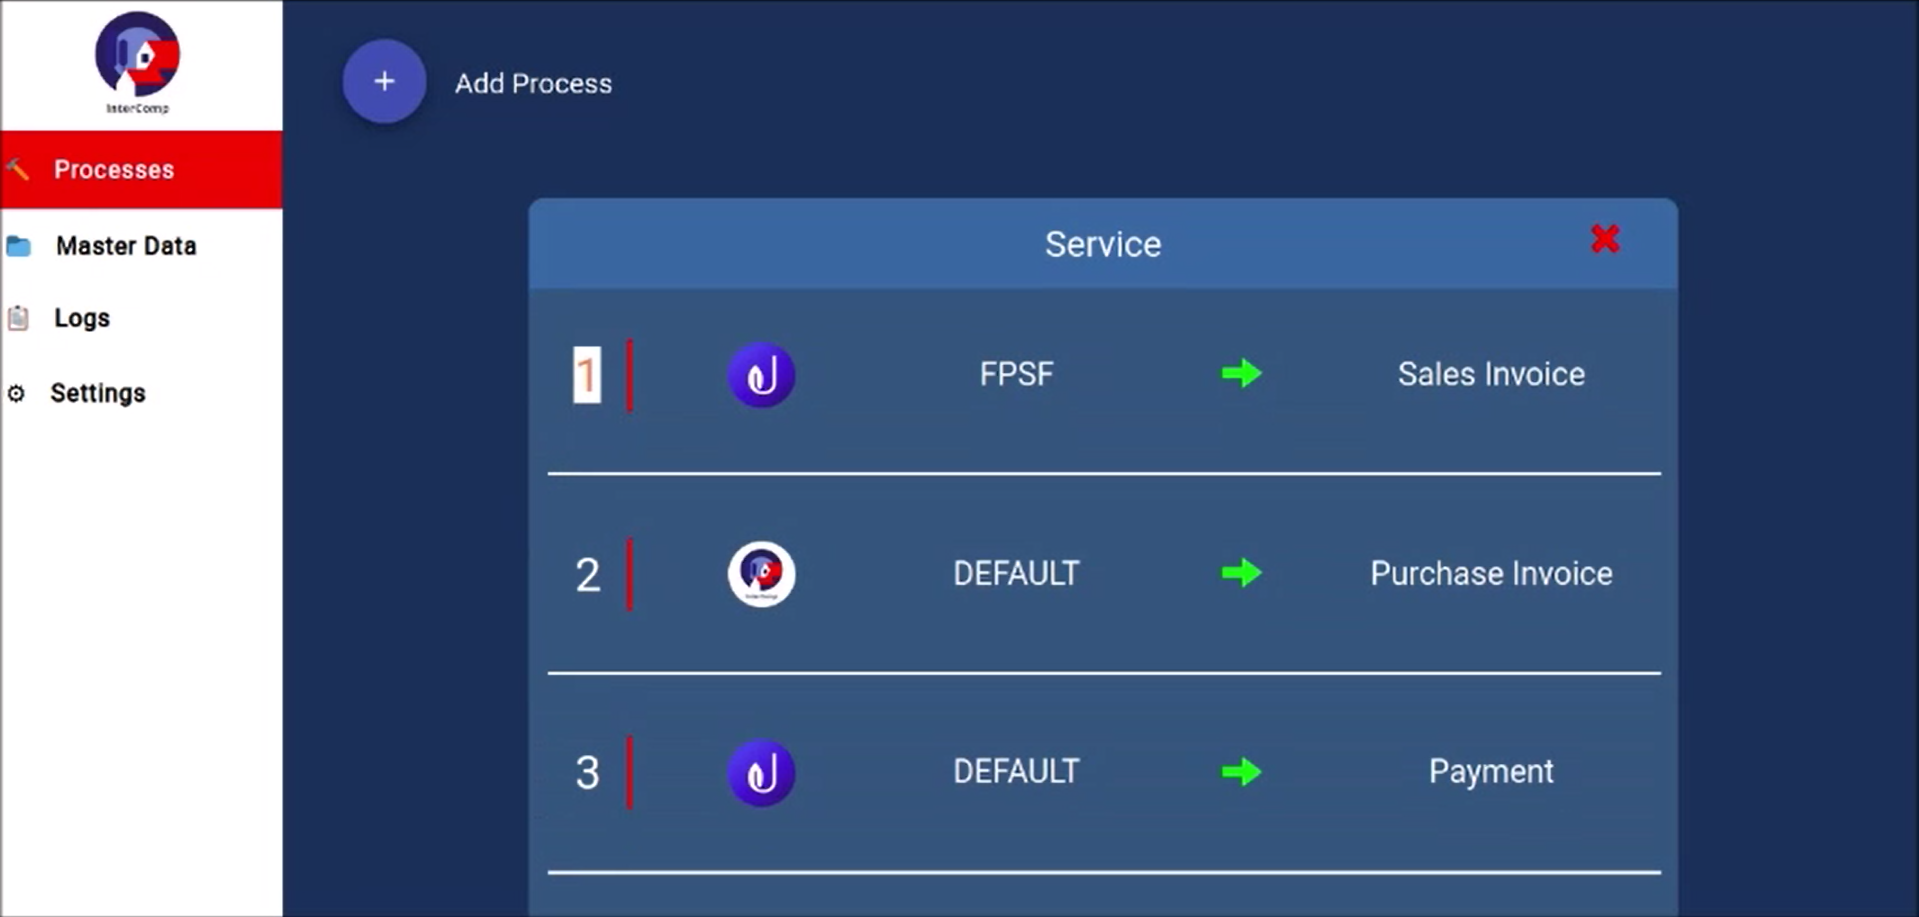 InterComp
+ Add Process
Processes
Master Data
Logs
Settings
Service
1 FPSF Sales Invoice
2 DEFAULT Purchase Invoice
3 DEFAULT Payment